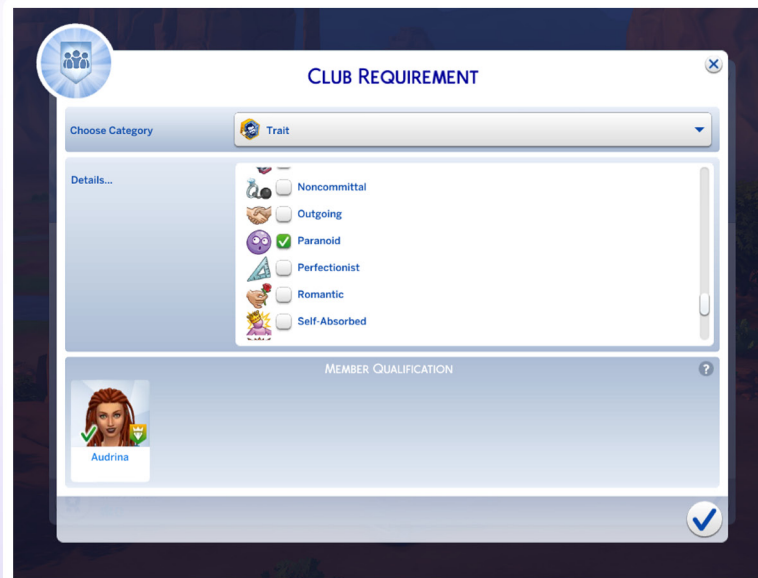 CLUB REQUIREMENT
Choose Category
Trait
Details...
Noncommittal
Outgoing
Paranoid
Perfectionist
Romantic
Self-Absorbed
MEMBER QUALIFICATION
?
Audrina